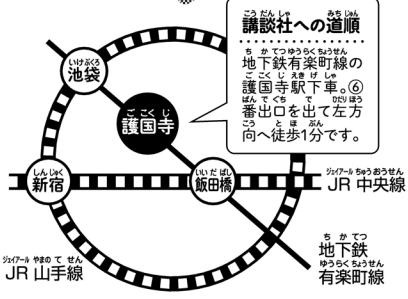 講談社への道順
地下鉄有楽町線の
護国寺駅下車。⑥
番出口を出て左方
向へ徒歩1分です。
池袋
護国寺
新宿
飯田橋
JR 中央線
JR 山手線
地下鉄
有楽町線